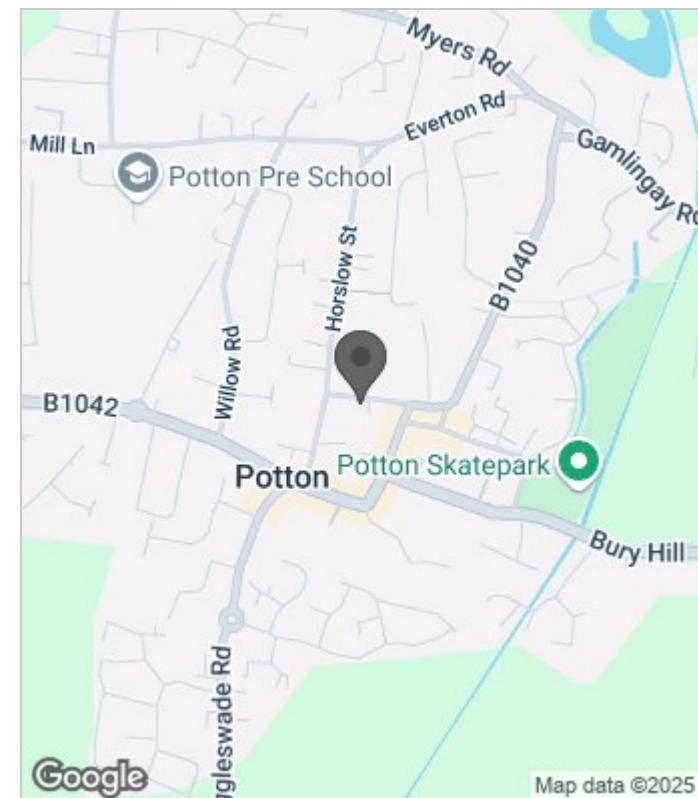 Myers Rd
Everton Rd
Mill Ln
Gamlingay Rd
Potton Pre School
Horslow St
B1040
Willow Rd
B1042
Potton Skatepark
Potton
Bury Hill
ggleswade Rd
Google
Map data ©2025